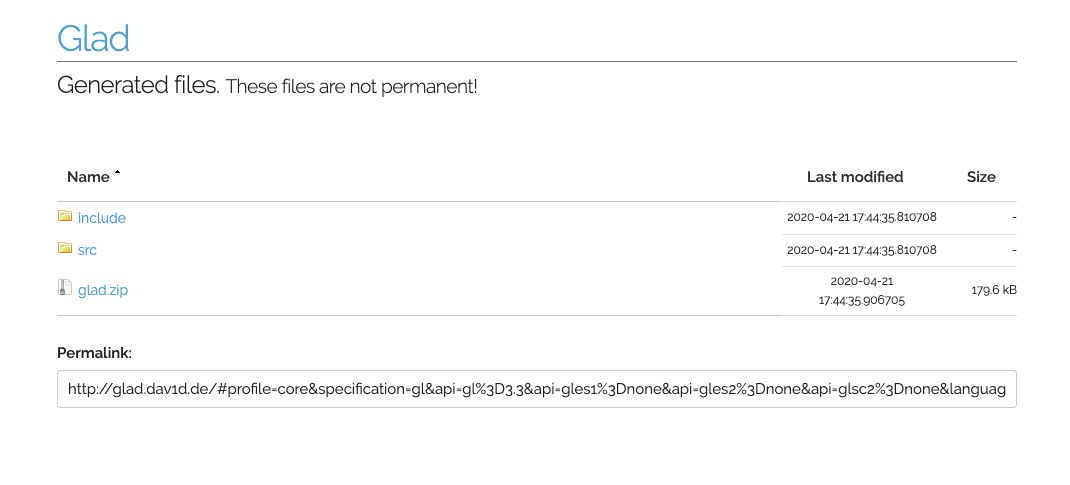 Glad
Generated files. These files are not permanent!
Name Last modified Size
include 2020-04-21 17:44:35.810708 -
src 2020-04-21 17:44:35.810708 -
glad.zip 2020-04-21 17:44:35.906705 179.6 kB
Permalink:
http://glad.dav1d.de/#profile=core&specification=gl&api=gl%3D3.3&api=gles1%3Dnone&api=gles2%3Dnone&api=glsc2%3Dnone&languag